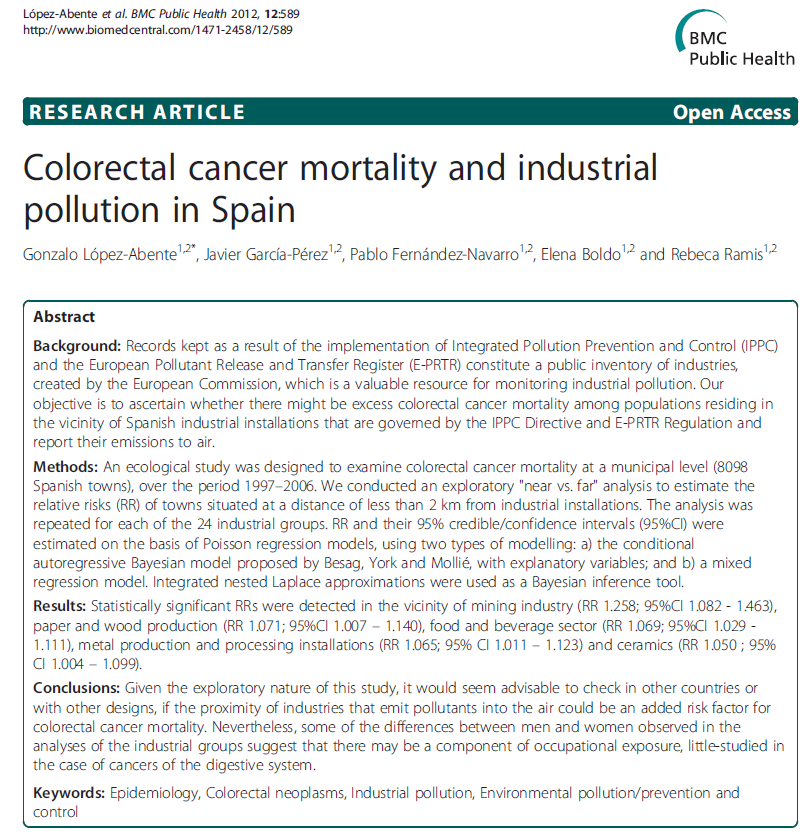 López-Abente et al. BMC Public Health 2012, 12:589
http://www.biomedcentral.com/1471-2458/12/589
BMC
Public Health
RESEARCH ARTICLE
Open Access
Colorectal cancer mortality and industrial
pollution in Spain
Gonzalo López-Abente1,2*, Javier García-Pérez1,2, Pablo Fernández-Navarro1,2, Elena Boldo1,2 and Rebeca Ramis1,2
Abstract
Background: Records kept as a result of the implementation of Integrated Pollution Prevention and Control (IPPC)
and the European Pollutant Release and Transfer Register (E-PRTR) constitute a public inventory of industries,
created by the European Commission, which is a valuable resource for monitoring industrial pollution. Our
objective is to ascertain whether there might be excess colorectal cancer mortality among populations residing in
the vicinity of Spanish industrial installations that are governed by the IPPC Directive and E-PRTR Regulation and
report their emissions to air.
Methods: An ecological study was designed to examine colorectal cancer mortality at a municipal level (8098
Spanish towns), over the period 1997–2006. We conducted an exploratory "near vs. far" analysis to estimate the
relative risks (RR) of towns situated at a distance of less than 2 km from industrial installations. The analysis was
repeated for each of the 24 industrial groups. RR and their 95% credible/confidence intervals (95%CI) were
estimated on the basis of Poisson regression models, using two types of modelling: a) the conditional
autoregressive Bayesian model proposed by Besag, York and Mollié, with explanatory variables; and b) a mixed
regression model. Integrated nested Laplace approximations were used as a Bayesian inference tool.
Results: Statistically significant RRs were detected in the vicinity of mining industry (RR 1.258; 95%CI 1.082 - 1.463),
paper and wood production (RR 1.071; 95%CI 1.007 – 1.140), food and beverage sector (RR 1.069; 95%CI 1.029 -
1.111), metal production and processing installations (RR 1.065; 95% CI 1.011 – 1.123) and ceramics (RR 1.050 ; 95%
CI 1.004 – 1.099).
Conclusions: Given the exploratory nature of this study, it would seem advisable to check in other countries or
with other designs, if the proximity of industries that emit pollutants into the air could be an added risk factor for
colorectal cancer mortality. Nevertheless, some of the differences between men and women observed in the
analyses of the industrial groups suggest that there may be a component of occupational exposure, little-studied in
the case of cancers of the digestive system.
Keywords: Epidemiology, Colorectal neoplasms, Industrial pollution, Environmental pollution/prevention and
control